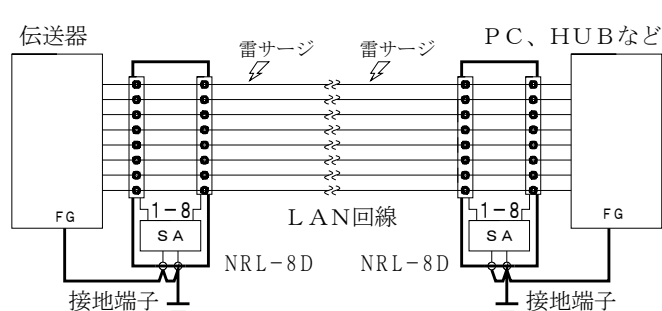 伝送器
PC、HUBなど
雷サージ
雷サージ
1-8
LAN回線
1-8
FG
FG
SA
SA
NRL-8D
NRL-8D
接地端子
接地端子